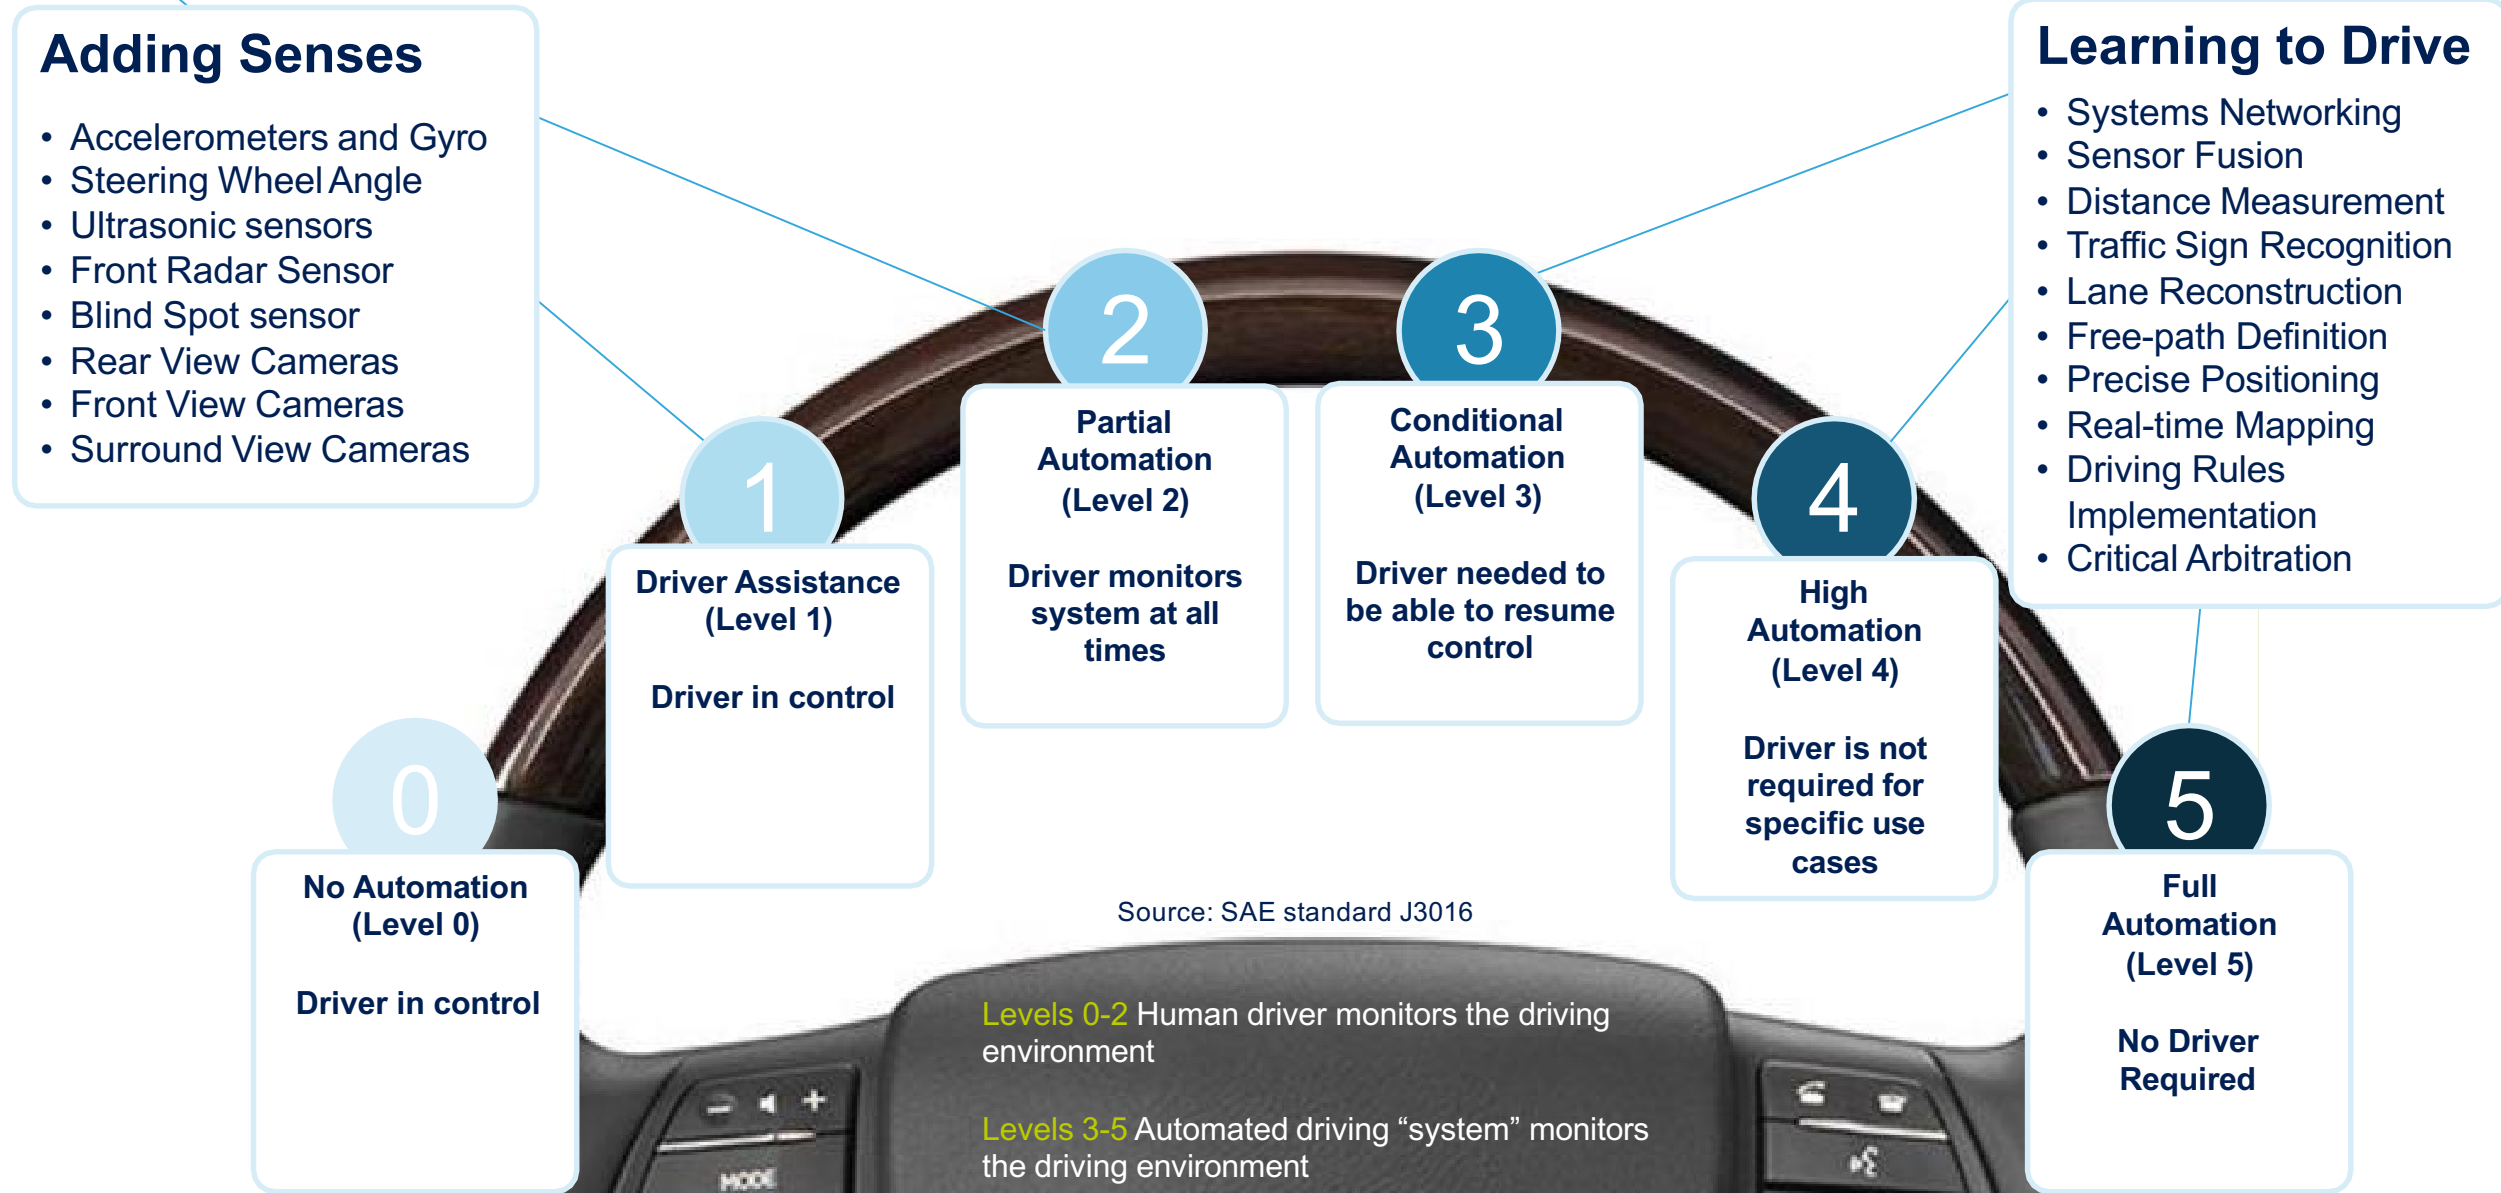 Adding Senses
• Accelerometers and Gyro
• Steering Wheel Angle
• Ultrasonic sensors
• Front Radar Sensor
• Blind Spot sensor
• Rear View Cameras
• Front View Cameras
• Surround View Cameras
Learning to Drive
• Systems Networking
• Sensor Fusion
• Distance Measurement
• Traffic Sign Recognition
• Lane Reconstruction
• Free-path Definition
• Precise Positioning
• Real-time Mapping
• Driving Rules
Implementation
• Critical Arbitration
0
No Automation
(Level 0)
Driver in control
1
Driver Assistance
(Level 1)
Driver in control
2
Partial
Automation
(Level 2)
Driver monitors
system at all
times
3
Conditional
Automation
(Level 3)
Driver needed to
be able to resume
control
4
High
Automation
(Level 4)
Driver is not
required for
specific use
cases
5
Full
Automation
(Level 5)
No Driver
Required
Source: SAE standard J3016
Levels 0-2 Human driver monitors the driving
environment
Levels 3-5 Automated driving “system” monitors
the driving environment
MODE